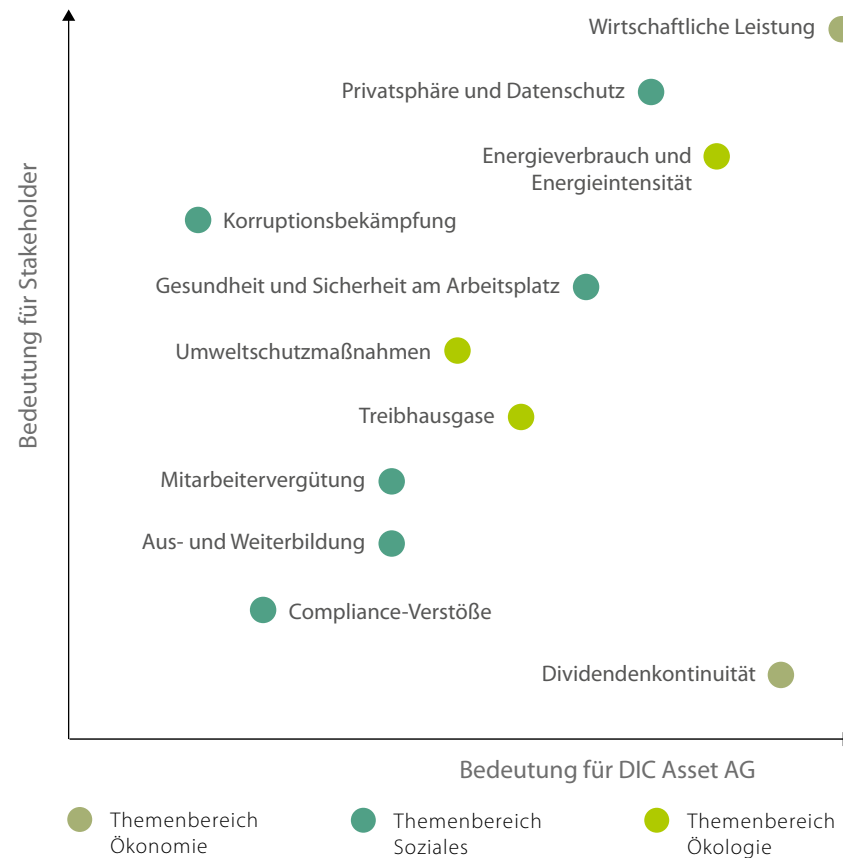 Wirtschaftliche Leistung
Privatsphäre und Datenschutz
Energieverbrauch und
Energieintensität
Korruptionsbekämpfung
Gesundheit und Sicherheit am Arbeitsplatz
Umweltschutzmaßnahmen
Treibhausgase
Mitarbeitervergütung
Aus- und Weiterbildung
Compliance-Verstöße
Dividendenkontinuität
Bedeutung für Stakeholder
Bedeutung für DIC Asset AG
Themenbereich
Ökonomie
Themenbereich
Soziales
Themenbereich
Ökologie